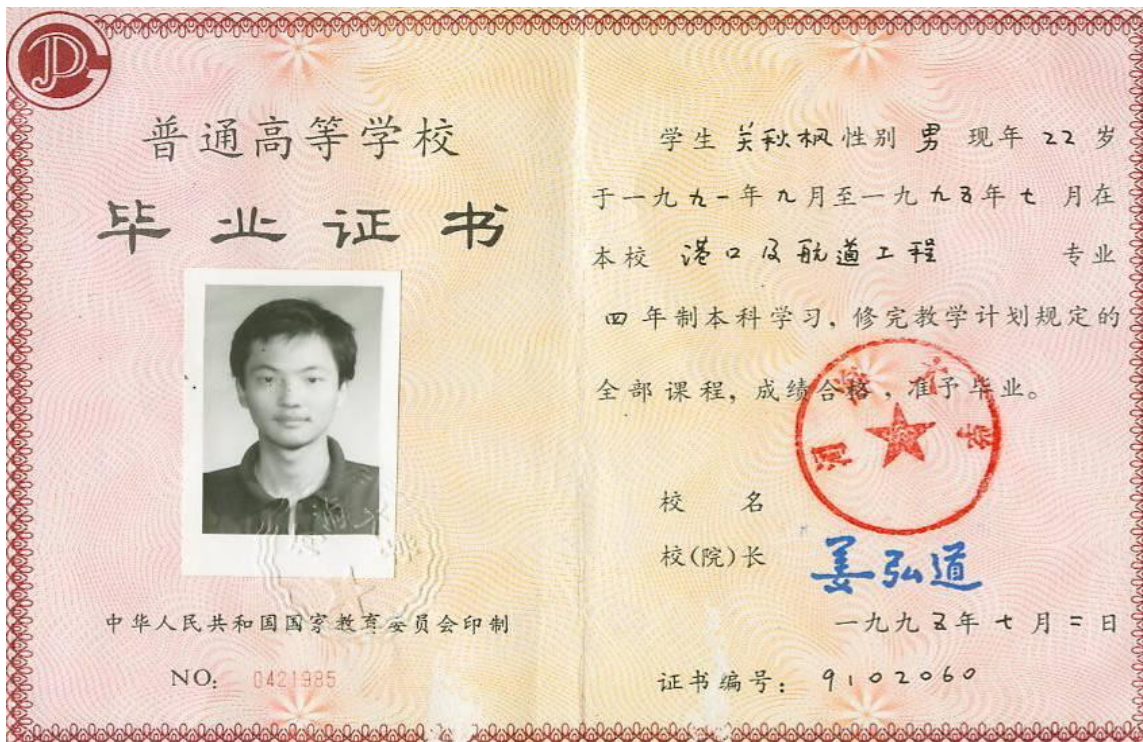 普通高等学校
毕业证书
中华人民共和国国家教育委员会印制
NO: 0421985
学生 关秋枫 性别 男 现年 22 岁
于一九九一年九月至一九九五年七月在
本校 港口及航道工程 专业
四年制本科学习，修完教学计划规定的
全部课程，成绩合格，准予毕业。
河海大
校 名
校(院)长 姜弘道
一九九五年七月二日
证书编号: 9102060